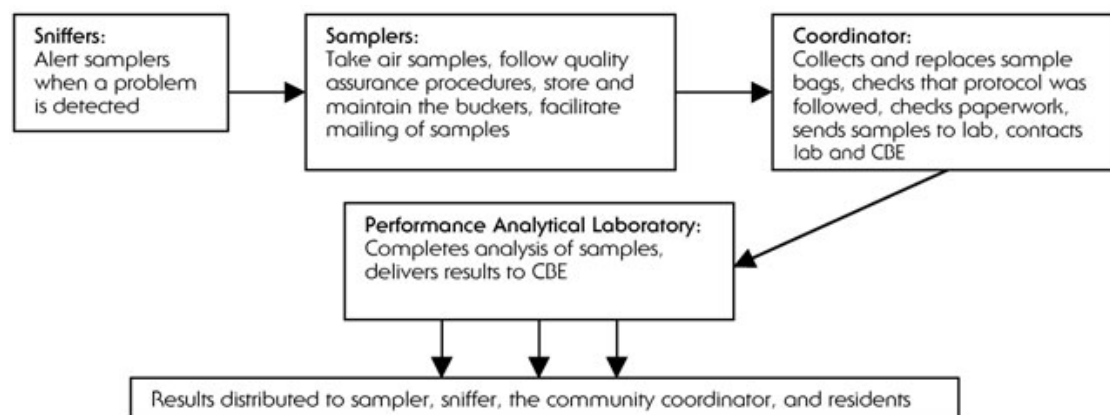 Sniffers:
Alert samplers
when a problem
is detected
Samplers:
Take air samples, follow quality
assurance procedures, store and
maintain the buckets, facilitate
mailing of samples
Coordinator:
Collects and replaces sample
bags, checks that protocol was
followed, checks paperwork,
sends samples to lab, contacts
lab and CBE
Performance Analytical Laboratory:
Completes analysis of samples,
delivers results to CBE
Results distributed to sampler, sniffer, the community coordinator, and residents